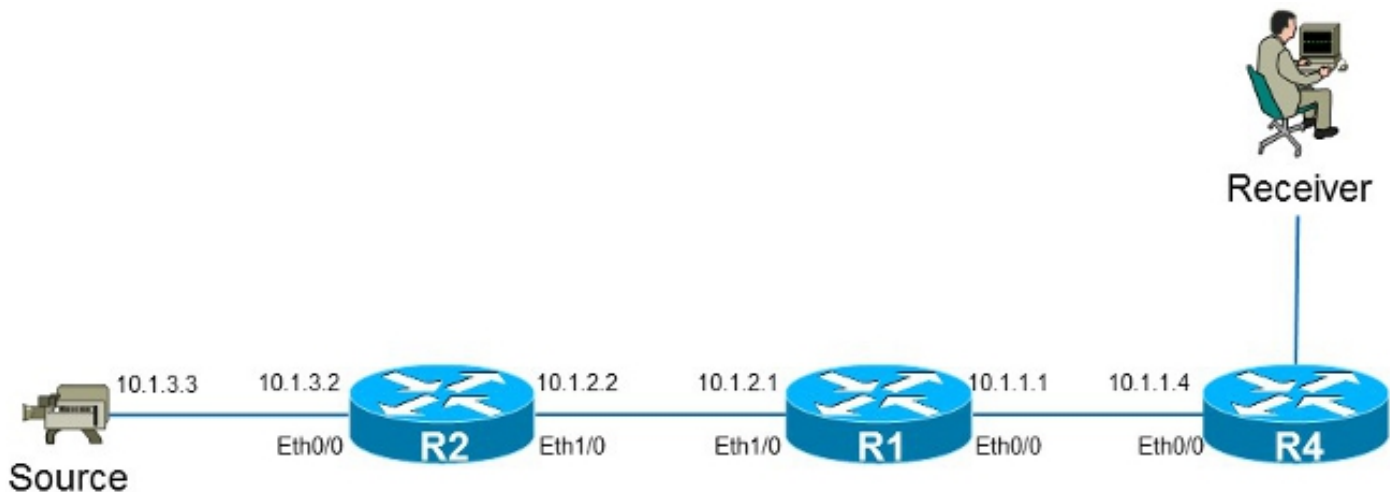 Receiver
10.1.3.3
10.1.3.2
10.1.2.2
10.1.2.1
10.1.1.1
10.1.1.4
Eth0/0
R2
Eth1/0
Eth1/0
R1
Eth0/0
Eth0/0
R4
Source